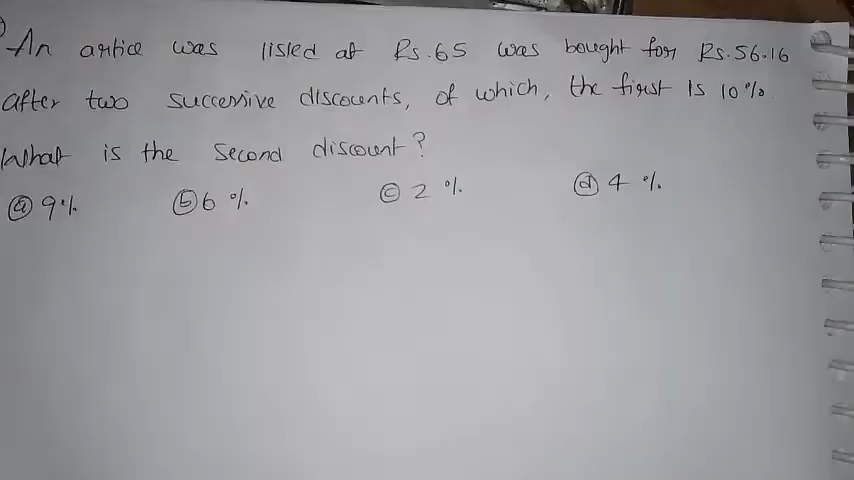 An artice was listed at Rs.65 was bought for Rs.56.16
after two successive discounts, of which, the first is 10%.
What is the second discount?
ⓐ 9% ⓑ 6 % ⓒ 2 % ⓓ 4 %